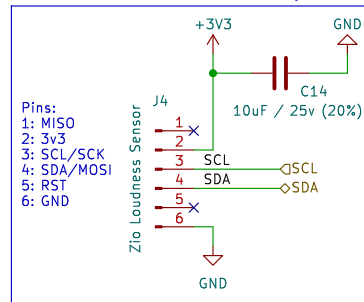 +3V3
GND
C14
10uF / 25v (20%)
Pins:
1: MISO
2: 3v3
3: SCL/SCK
4: SDA/MOSI
5: RST
6: GND
J4
Zio Loudness Sensor
1
2
3
4
5
6
SCL
SDA
SCL
SDA
GND